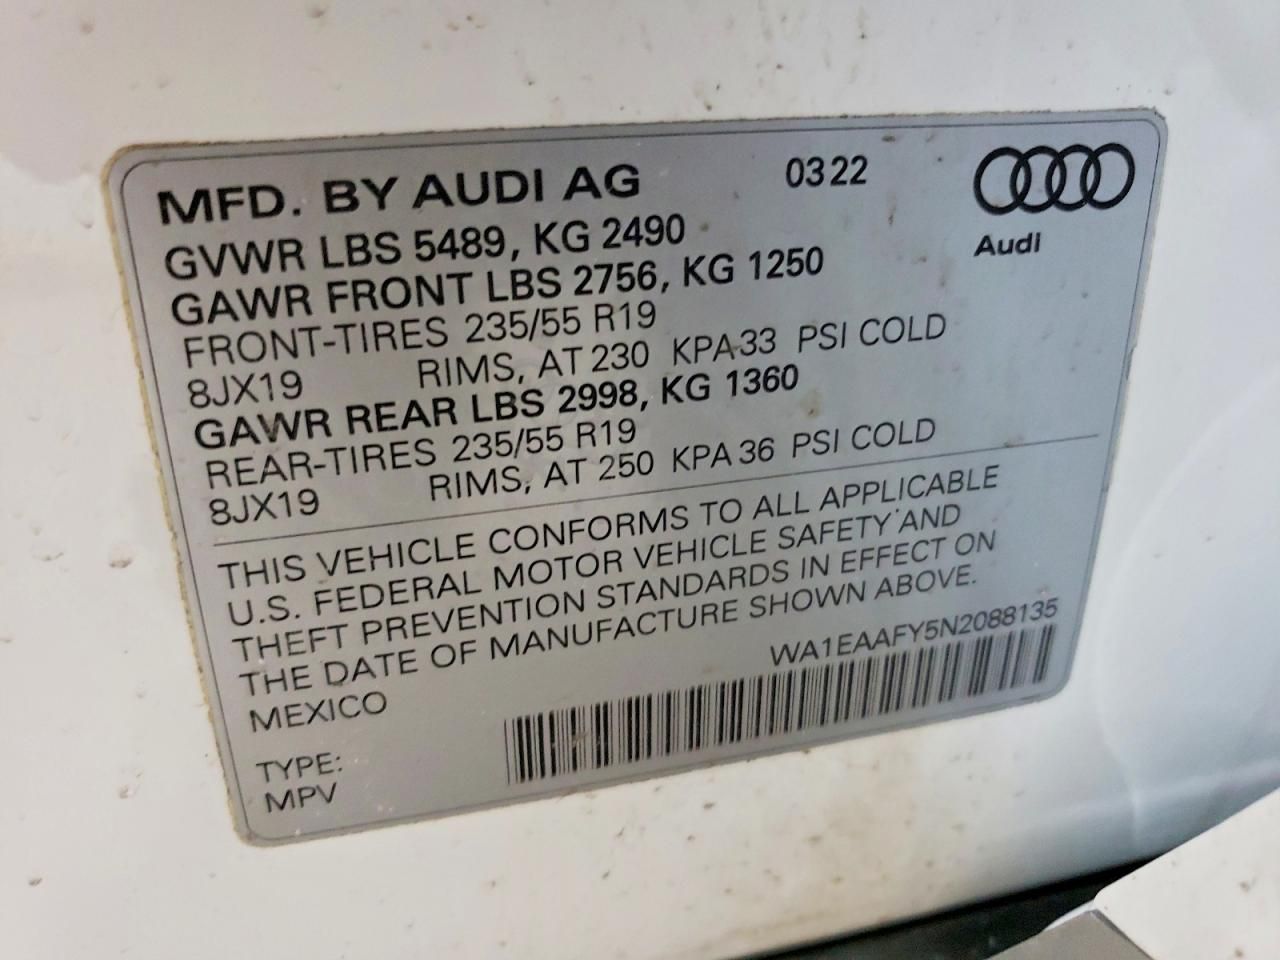 MFD. BY AUDI AG 0322
Audi
GVWR LBS 5489, KG 2490
GAWR FRONT LBS 2756, KG 1250
FRONT-TIRES 235/55 R19
8JX19 RIMS, AT 230 KPA 33 PSI COLD
GAWR REAR LBS 2998, KG 1360
REAR-TIRES 235/55 R19
8JX19 RIMS, AT 250 KPA 36 PSI COLD
THIS VEHICLE CONFORMS TO ALL APPLICABLE
U.S. FEDERAL MOTOR VEHICLE SAFETY AND
THEFT PREVENTION STANDARDS IN EFFECT ON
THE DATE OF MANUFACTURE SHOWN ABOVE.
MEXICO
WA1EAAFY5N2088135
TYPE:
MPV